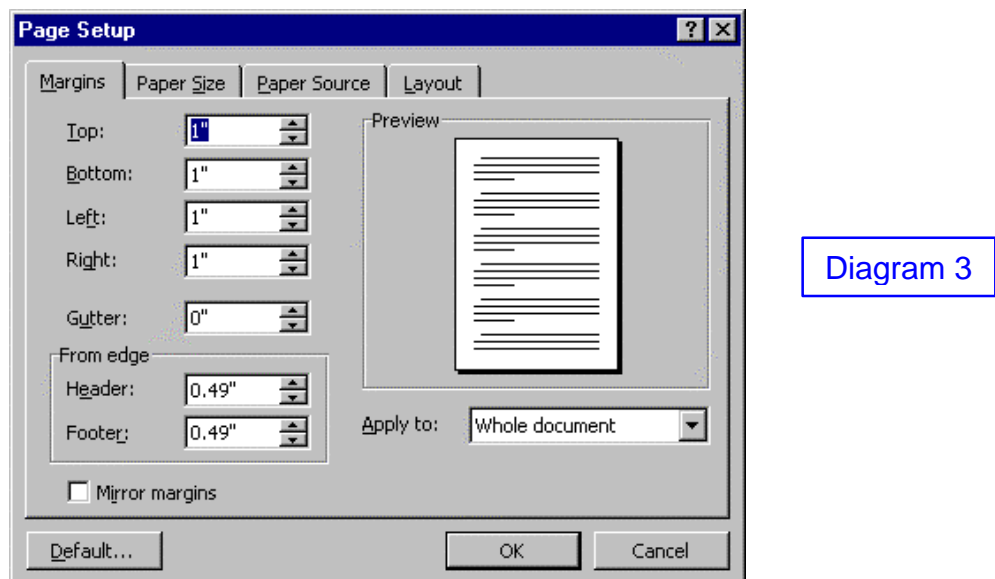 Page Setup
Margins Paper Size Paper Source Layout
Top: 1"
Bottom: 1"
Left: 1"
Right: 1"
Gutter: 0"
From edge
Header: 0.49"
Footer: 0.49"
Mirror margins
Preview
Apply to: Whole document
Default... OK Cancel
Diagram 3